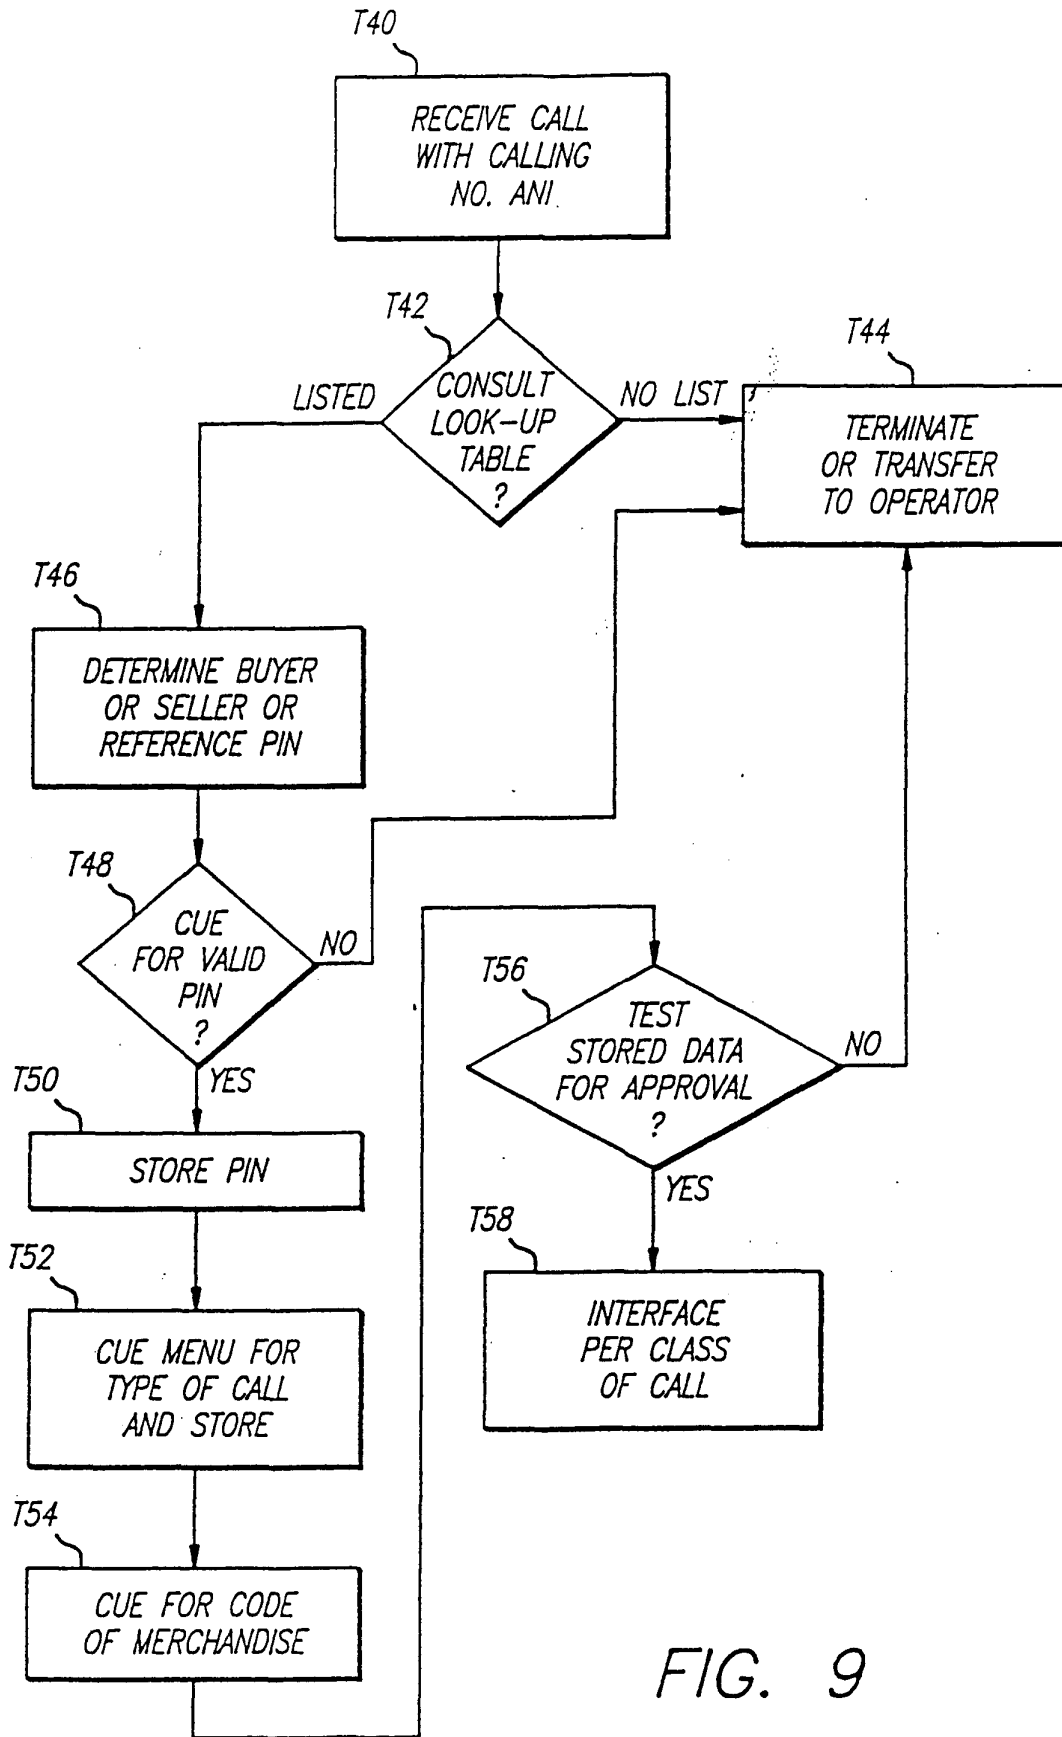 T40
RECEIVE CALL
WITH CALLING
NO. ANI
T42
CONSULT
LOOK-UP
TABLE
?
LISTED
NO LIST
T44
TERMINATE
OR TRANSFER
TO OPERATOR
T46
DETERMINE BUYER
OR SELLER OR
REFERENCE PIN
T48
CUE
FOR VALID
PIN
?
NO
YES
T50
STORE PIN
T52
CUE MENU FOR
TYPE OF CALL
AND STORE
T54
CUE FOR CODE
OF MERCHANDISE
T56
TEST
STORED DATA
FOR APPROVAL
?
NO
YES
T58
INTERFACE
PER CLASS
OF CALL
FIG. 9